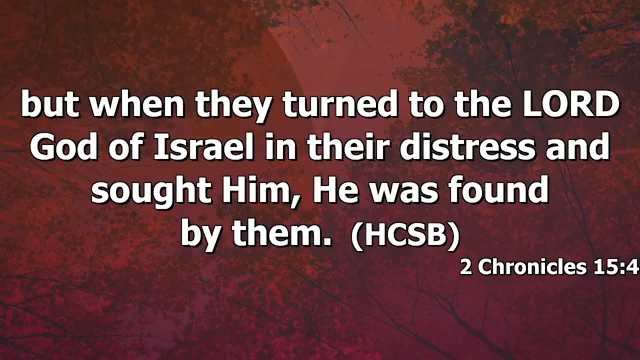 but when they turned to the LORD
God of Israel in their distress and
sought Him, He was found
by them. (HCSB)
2 Chronicles 15:4